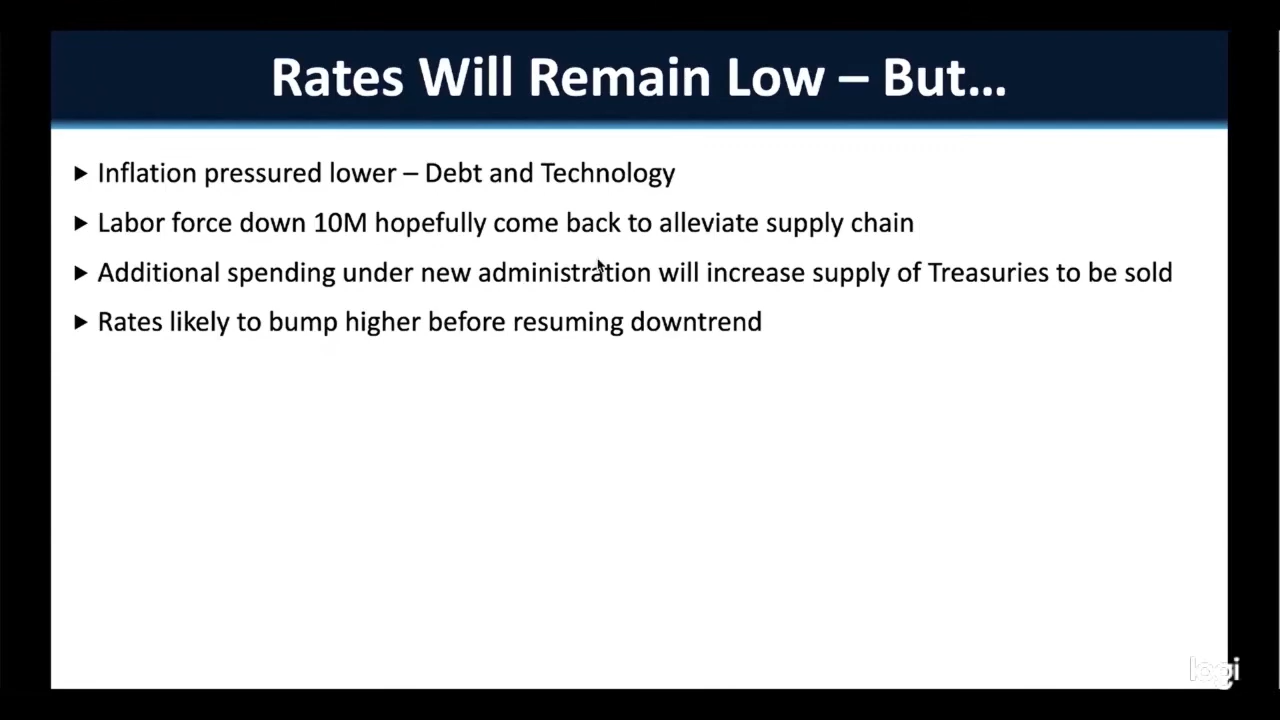 Rates Will Remain Low – But...
Inflation pressured lower – Debt and Technology
Labor force down 10M hopefully come back to alleviate supply chain
Additional spending under new administration will increase supply of Treasuries to be sold
Rates likely to bump higher before resuming downtrend
logi